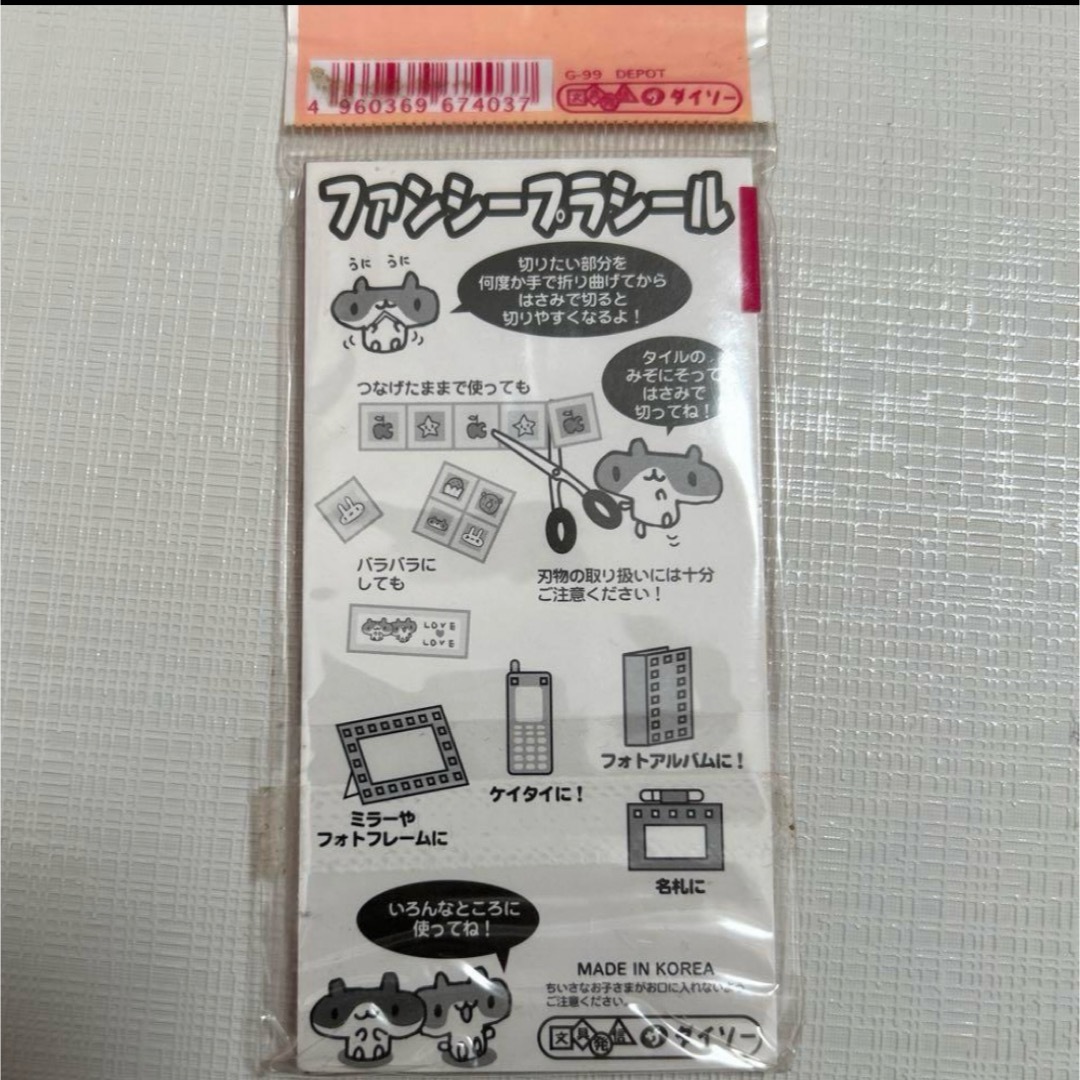 G-99 DEPOT
4 960369 674037
ダイソー
ファンシープラシール
うに うに
切りたい部分を
何度か手で折り曲げてから
はさみで切ると
切りやすくなるよ！
タイルの
みぞにそって
はさみで
切ってね！
つなげたままで使っても
バラバラに
しても
刃物の取り扱いには十分
ご注意ください！
LOVE
LOVE
フォトアルバムに！
ケイタイに！
ミラーや
フォトフレームに
名札に
いろんなところに
使ってね！
MADE IN KOREA
ちいさなお子さまがお口に入れないよう
ご注意ください。
文具発信 ダイソー